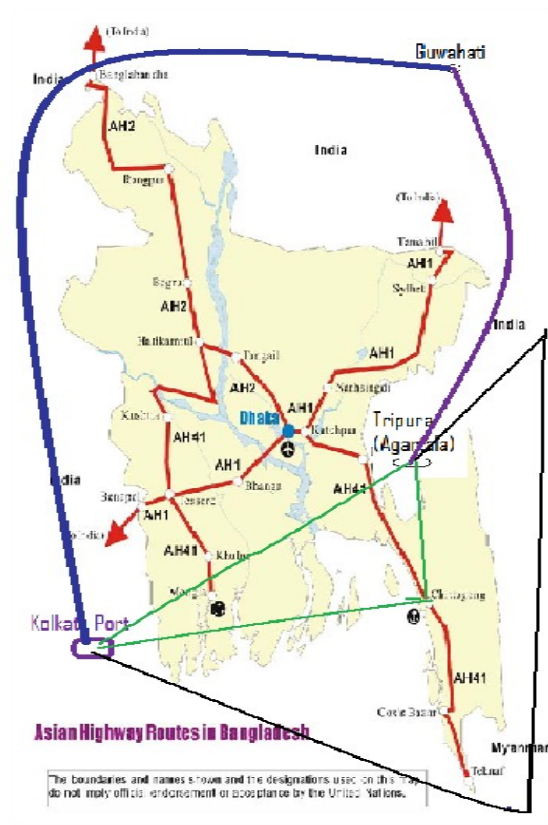 (To India)
Guwahati
India
Banglabandha
AH2
India
Rangpur
(To India)
Tamabil
AH1
Sylhet
Bogra
AH2
India
Hatikamrul
AH1
Tangail
AH2
Narhsingdi
Kushtia
Dhaka
AH1
Katchpur
Tripura
(Agartala)
AH41
AH1
Bhanga
AH41
Benapol
Jessore
AH1
AH41
Khulna
Mongla
Chittagong
Kolkata Port
AH41
Cox's Bazar
Asian Highway Routes in Bangladesh
Myanmar
Teknaf
The boundaries and names shown and the designations used on this map
do not imply official endorsement or acceptance by the United Nations.